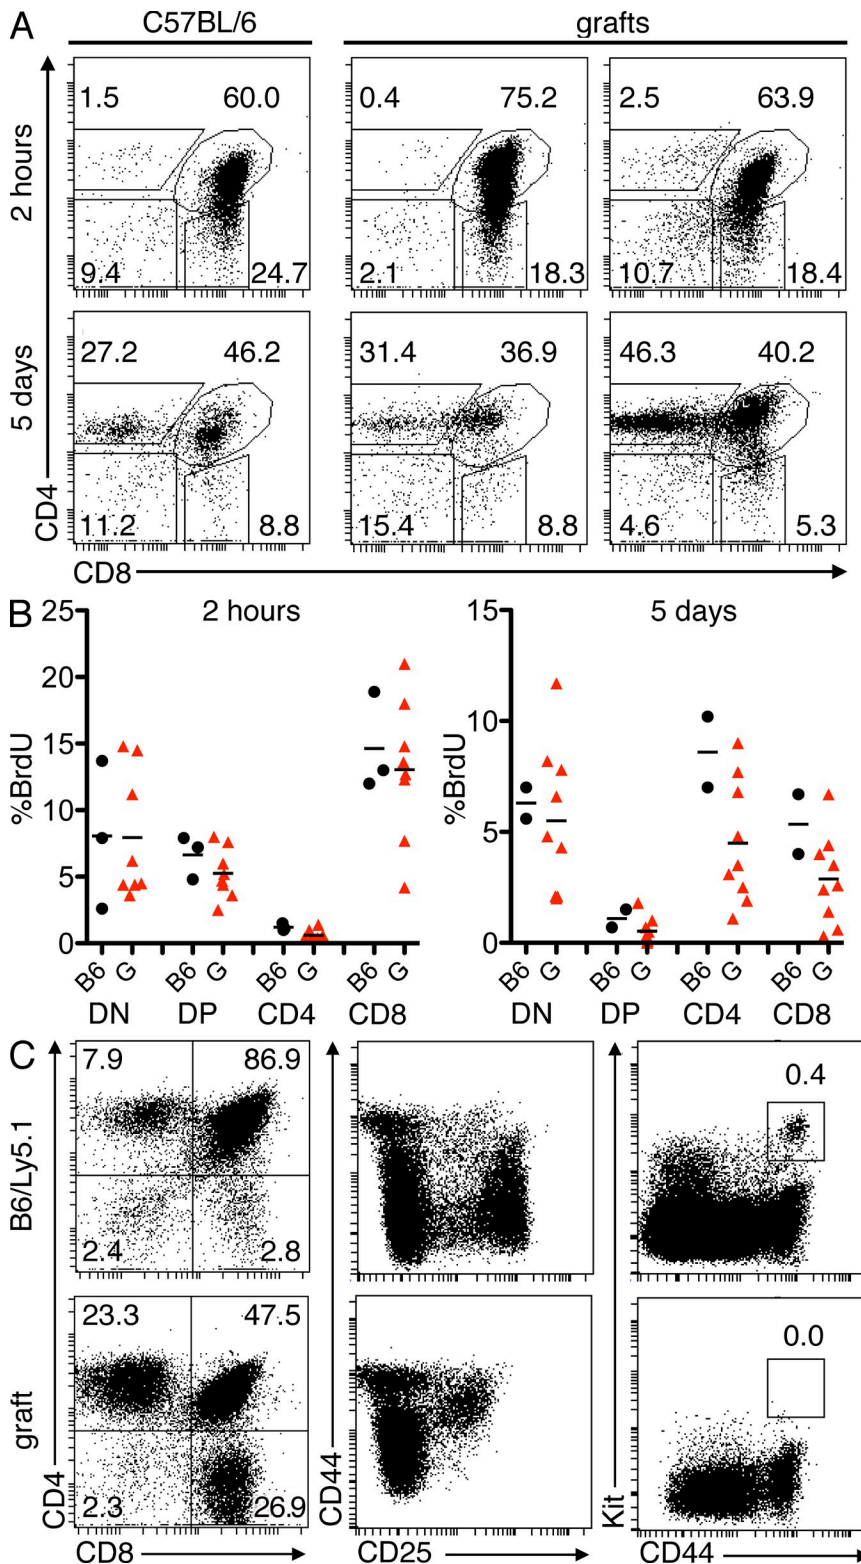 A
C57BL/6 grafts
2 hours
1.5 60.0 0.4 75.2 2.5 63.9
9.4 24.7 2.1 18.3 10.7 18.4
5 days
27.2 46.2 31.4 36.9 46.3 40.2
11.2 8.8 15.4 8.8 4.6 5.3
CD4
CD8
B
2 hours
%BrdU
25
20
15
10
5
0
B6 G B6 G B6 G B6 G
DN DP CD4 CD8
5 days
%BrdU
15
10
5
0
B6 G B6 G B6 G B6 G
DN DP CD4 CD8
C
B6/Ly5.1
7.9 86.9 0.4
2.4 2.8
graft
23.3 47.5 0.0
2.3 26.9
CD4 CD44 Kit
CD8 CD25 CD44